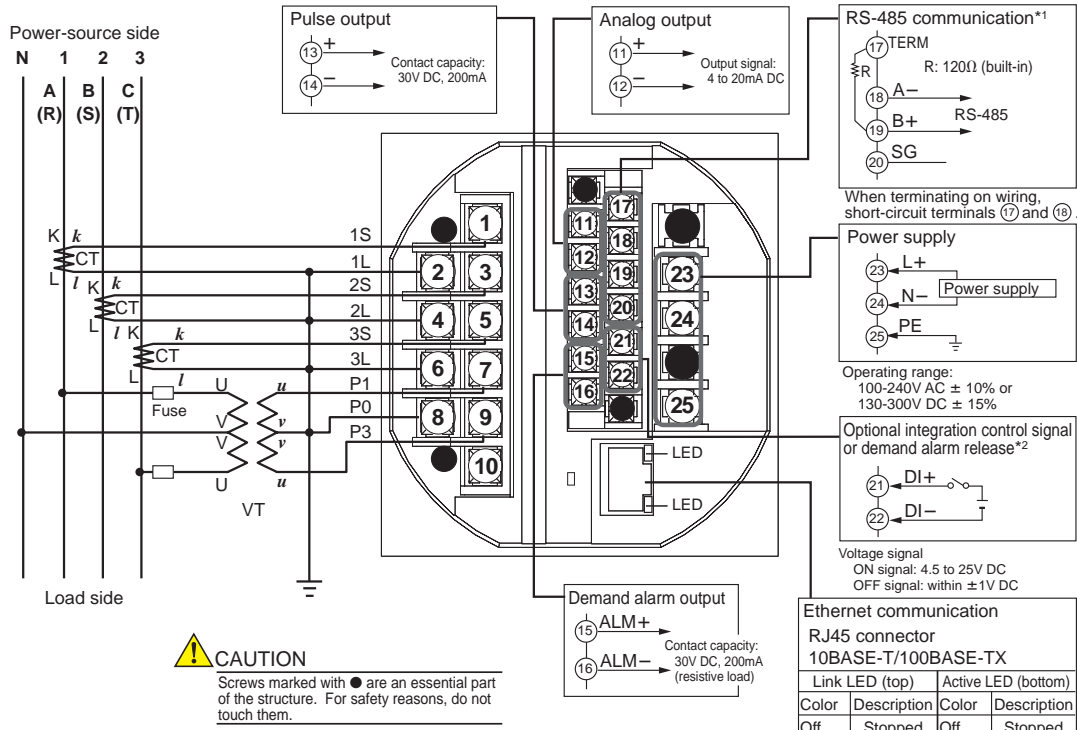 Power-source side
N 1 2 3
A B C
(R) (S) (T)
K k
CT
L l
K k
CT
L l
K k
CT
L l
Fuse
U u
V v
V v
U u
VT
Load side
1S
1L
2S
2L
3S
3L
P1
P0
P3
1
2 3
4 5
6 7
8 9
10
11
12
13
14
15
16
17
18
19
20
21
22
23
24
25
LED
LED
Pulse output
13 +
14 −
Contact capacity:
30V DC, 200mA
Analog output
11 +
12 −
Output signal:
4 to 20mA DC
RS-485 communication*1
17 TERM
R
R: 120Ω (built-in)
18 A−
19 B+
RS-485
20 SG
When terminating on wiring,
short-circuit terminals ⑰ and ⑱.
Power supply
23 L+
24 N−
Power supply
25 PE
Operating range:
100-240V AC ± 10% or
130-300V DC ± 15%
Optional integration control signal
or demand alarm release*2
21 DI+
22 DI−
Voltage signal
ON signal: 4.5 to 25V DC
OFF signal: within ±1V DC
Demand alarm output
15 ALM+
16 ALM−
Contact capacity:
30V DC, 200mA
(resistive load)
Ethernet communication
RJ45 connector
10BASE-T/100BASE-TX
Link LED (top) Active LED (bottom)
Color Description Color Description
Off Stopped Off Stopped
! CAUTION
Screws marked with ● are an essential part
of the structure. For safety reasons, do not
touch them.